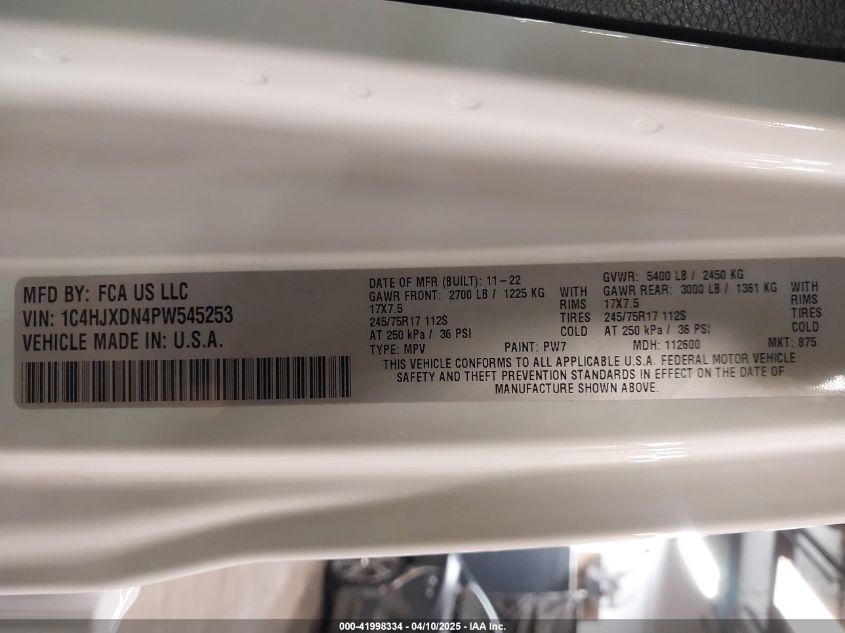 MFD BY: FCA US LLC
VIN: 1C4HJXDN4PW545253
VEHICLE MADE IN: U.S.A.
DATE OF MFR (BUILT): 11-22
GAWR FRONT: 2700 LB / 1225 KG WITH
17X7.5 RIMS
245/75R17 112S TIRES
AT 250 kPa / 36 PSI COLD
GVWR: 5400 LB / 2450 KG
GAWR REAR: 3000 LB / 1361 KG WITH
17X7.5 RIMS
245/75R17 112S TIRES
AT 250 kPa / 36 PSI COLD
TYPE: MPV PAINT: PW7 MDH: 112600 MKT: 875
THIS VEHICLE CONFORMS TO ALL APPLICABLE U.S.A. FEDERAL MOTOR VEHICLE
SAFETY AND THEFT PREVENTION STANDARDS IN EFFECT ON THE DATE OF
MANUFACTURE SHOWN ABOVE.
000-41998334 - 04/10/2025 - IAA Inc.